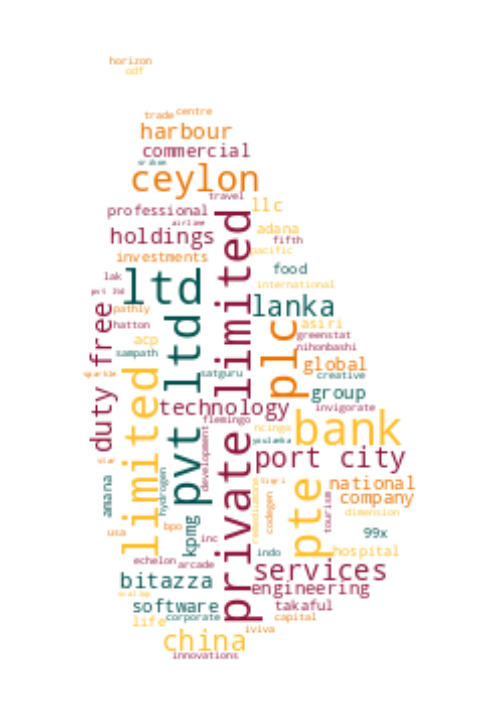 horizon
odf
trade centre
harbour
commercial
ceylon
travel
professional llc
airline
holdings adana
fifth
pacific
investments
food
lak
ltd
international
pvt ltd
lanka
pathly
hatton
asiri
acp
greenstat
sampath
nihonbashi
global
sparkle
satguru
creative
group
duty free
limited
pvt ltd
private limited
plc
technology
invigorate
flemingo
bank
ncinga
development
port city
star
amana
hydrogen
pte
national
company
codegen
tourism
dimension
kpmg
bpo
usa
inc
99x
indo
hospital
echelon
arcade
services
bitazza
engineering
software
takaful
corporate
capital
life
iviva
china
innovations